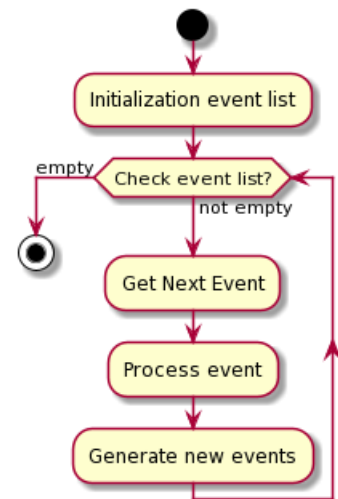 Initialization event list
Check event list?
empty
not empty
Get Next Event
Process event
Generate new events